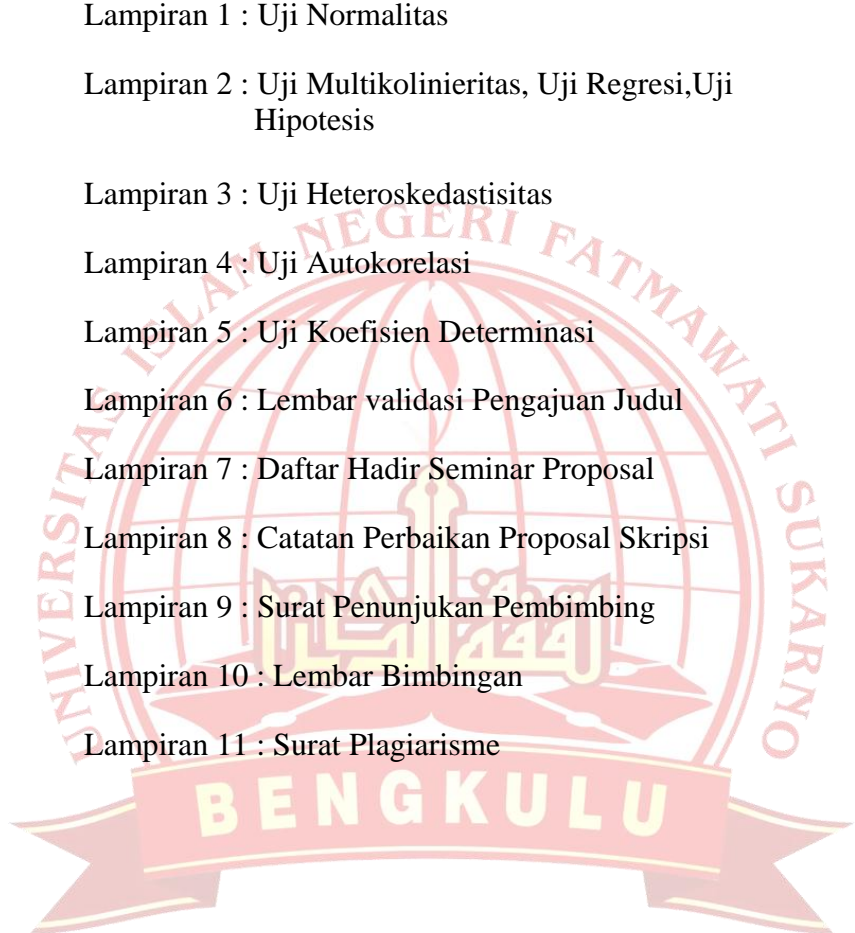 Lampiran 1 : Uji Normalitas
Lampiran 2 : Uji Multikolinieritas, Uji Regresi,Uji
Hipotesis
Lampiran 3 : Uji Heteroskedastisitas
Lampiran 4 : Uji Autokorelasi
Lampiran 5 : Uji Koefisien Determinasi
Lampiran 6 : Lembar validasi Pengajuan Judul
Lampiran 7 : Daftar Hadir Seminar Proposal
Lampiran 8 : Catatan Perbaikan Proposal Skripsi
Lampiran 9 : Surat Penunjukan Pembimbing
Lampiran 10 : Lembar Bimbingan
Lampiran 11 : Surat Plagiarisme
UNIVERSITAS ISLAM NEGERI FATMAWATI SUKARNO
BENGKULU